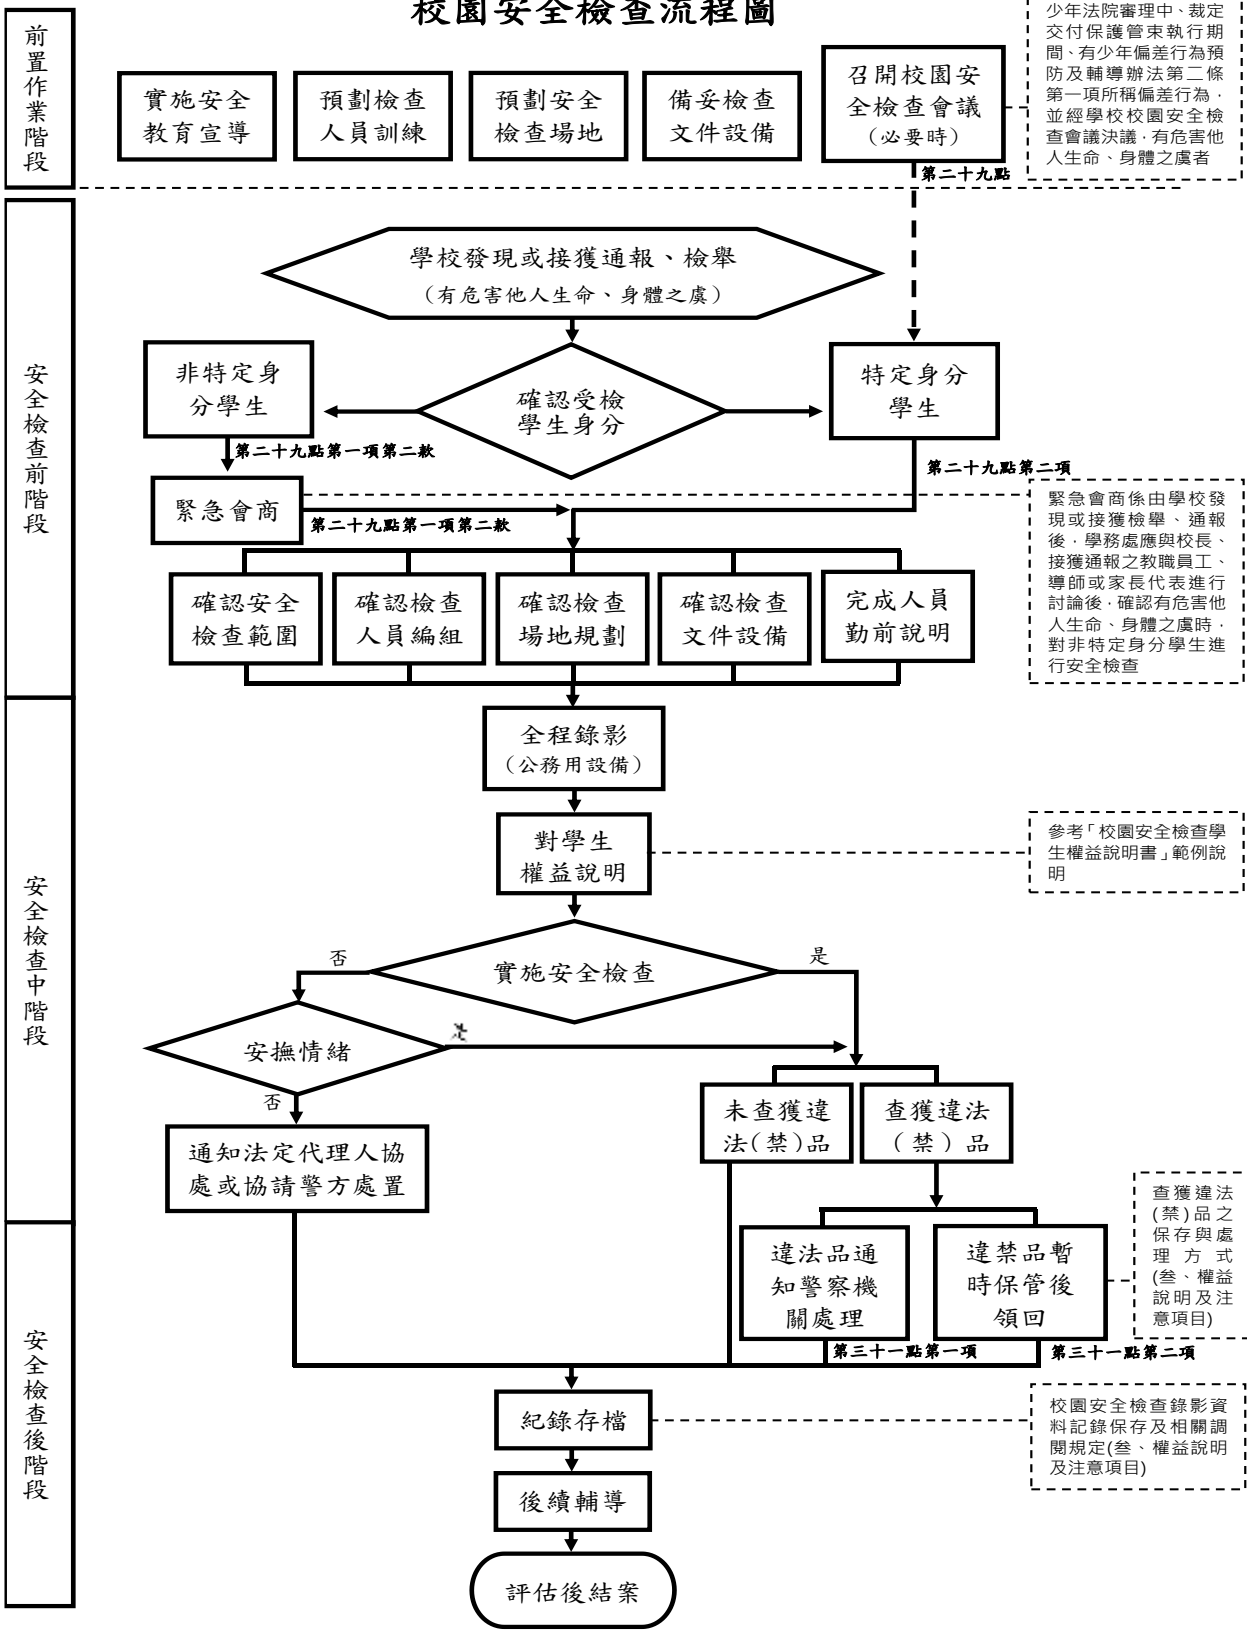 校園安全檢查流程圖
前置作業階段
實施安全
教育宣導
預劃檢查
人員訓練
預劃安全
檢查場地
備妥檢查
文件設備
召開校園安
全檢查會議
(必要時)
少年法院審理中、裁定
交付保護管束執行期
間、有少年偏差行為預
防及輔導辦法第二條
第一項所稱偏差行為，
並經學校校園安全檢
查會議決議，有危害他
人生命、身體之虞者
第二十九點
安全檢查前階段
學校發現或接獲通報、檢舉
（有危害他人生命、身體之虞）
非特定身
分學生
確認受檢
學生身分
特定身分
學生
第二十九點第一項第二款
第二十九點第二項
緊急會商
第二十九點第一項第二款
緊急會商係由學校發
現或接獲檢舉、通報
後，學務處應與校長、
接獲通報之教職員工、
導師或家長代表進行
討論後，確認有危害他
人生命、身體之虞時，
對非特定身分學生進
行安全檢查
確認安全
檢查範圍
確認檢查
人員編組
確認檢查
場地規劃
確認檢查
文件設備
完成人員
勤前說明
安全檢查中階段
全程錄影
（公務用設備）
對學生
權益說明
參考「校園安全檢查學
生權益說明書」範例說
明
實施安全檢查
否
是
安撫情緒
是
否
通知法定代理人協
處或協請警方處置
未查獲違
法(禁)品
查獲違法
（禁）品
安全檢查後階段
違法品通
知警察機
關處理
違禁品暫
時保管後
領回
查獲違法
(禁)品之
保存與處
理方式
(叁、權益
說明及注
意項目)
第三十一點第一項
第三十一點第二項
紀錄存檔
校園安全檢查錄影資
料記錄保存及相關調
閱規定(叁、權益說明
及注意項目)
後續輔導
評估後結案